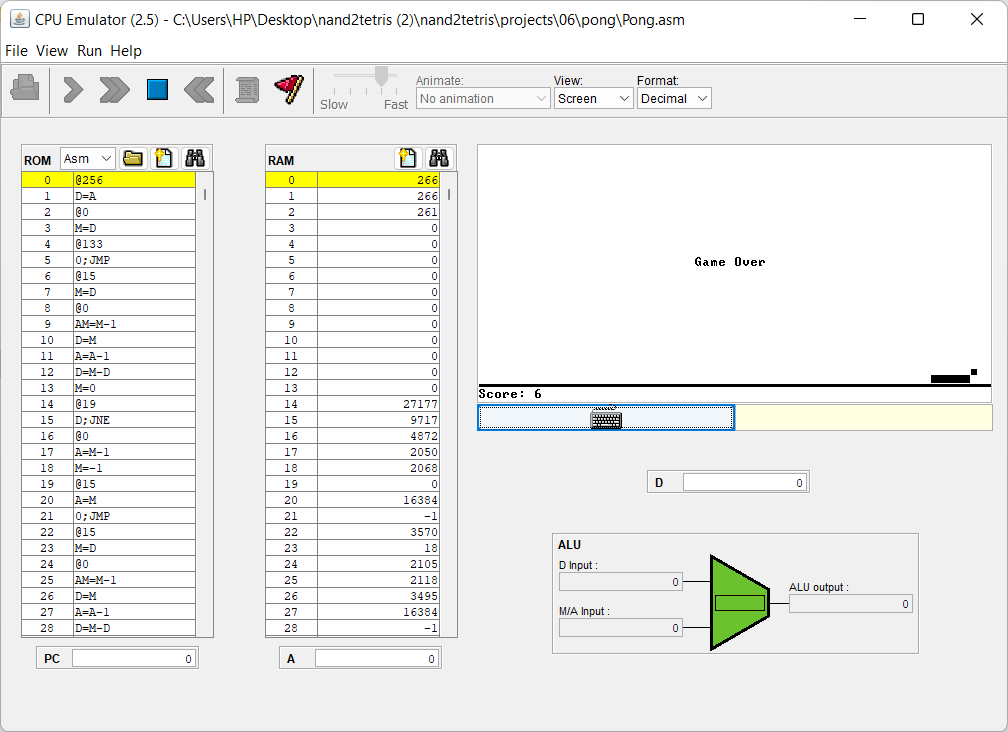 CPU Emulator (2.5) - C:\Users\HP\Desktop\nand2tetris (2)\nand2tetris\projects\06\pong\Pong.asm
File View Run Help
Slow Fast
Animate:
No animation
View:
Screen
Format:
Decimal
ROM Asm
0 @256
1 D=A
2 @0
3 M=D
4 @133
5 0;JMP
6 @15
7 M=D
8 @0
9 AM=M-1
10 D=M
11 A=A-1
12 D=M-D
13 M=0
14 @19
15 D;JNE
16 @0
17 A=M-1
18 M=-1
19 @15
20 A=M
21 0;JMP
22 @15
23 M=D
24 @0
25 AM=M-1
26 D=M
27 A=A-1
28 D=M-D
PC 0
RAM
0 266
1 266
2 261
3 0
4 0
5 0
6 0
7 0
8 0
9 0
10 0
11 0
12 0
13 0
14 27177
15 9717
16 4872
17 2050
18 2068
19 0
20 16384
21 -1
22 3570
23 18
24 2105
25 2118
26 3495
27 16384
28 -1
A 0
Game Over
Score: 6
D 0
ALU
D Input :
0
M/A Input :
0
ALU output :
0